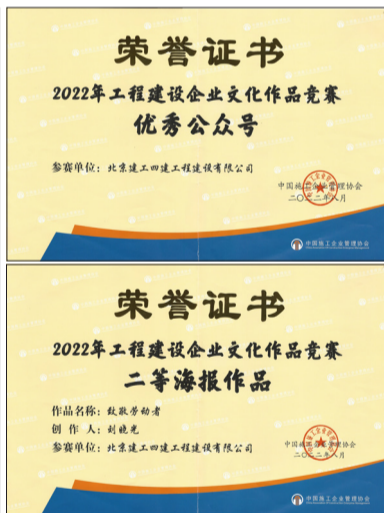 荣誉证书
2022年工程建设企业文化作品竞赛
优秀公众号
参赛单位：北京建工四建工程建设有限公司
中国施工企业管理协会
二〇二二年八月
中国施工企业管理协会
荣誉证书
2022年工程建设企业文化作品竞赛
二等海报作品
作品名称：致敬劳动者
创 作 人：刘晓光
参赛单位：北京建工四建工程建设有限公司
中国施工企业管理协会
二〇二二年八月
中国施工企业管理协会